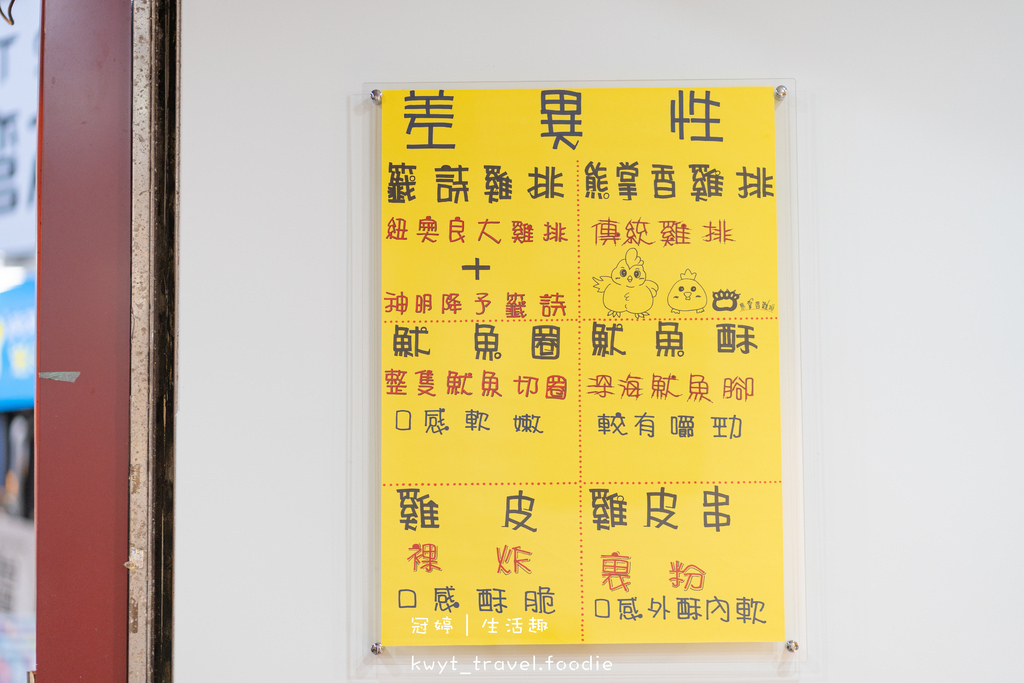 差異性
籤詩雞排
紐奧良大雞排
+
神明降予籤詩
熊掌香雞排
傳統雞排
熊掌香雞排
魷魚圈
整隻魷魚切圈
口感軟嫩
魷魚酥
深海魷魚腳
較有嚼勁
雞皮
裸炸
口感酥脆
雞皮串
裹粉
口感外酥內軟
冠婷|生活趣
kwyt_travel.foodie